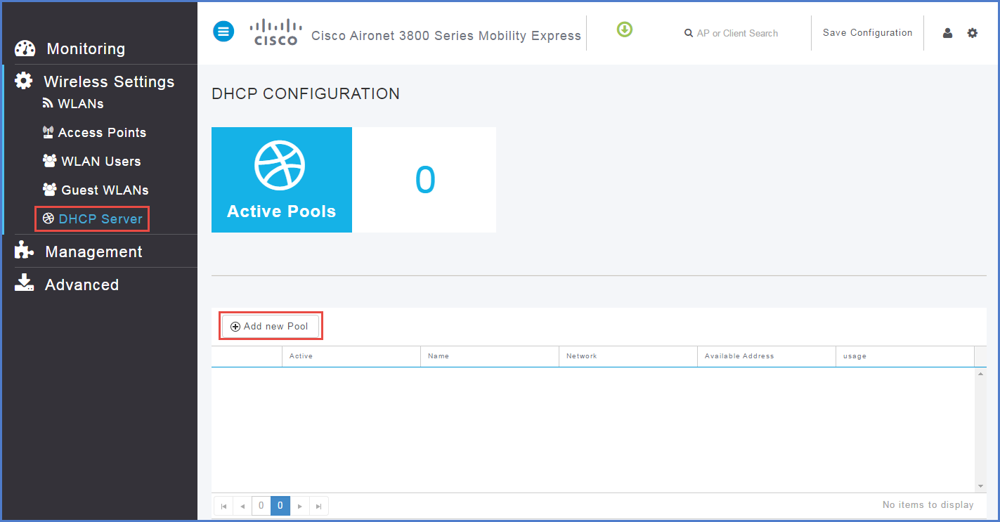 Monitoring
Wireless Settings
WLANs
Access Points
WLAN Users
Guest WLANs
DHCP Server
Management
Advanced
CISCO
Cisco Aironet 3800 Series Mobility Express
AP or Client Search
Save Configuration
DHCP CONFIGURATION
Active Pools
0
Add new Pool
Active Name Network Available Address usage
0 0
No items to display